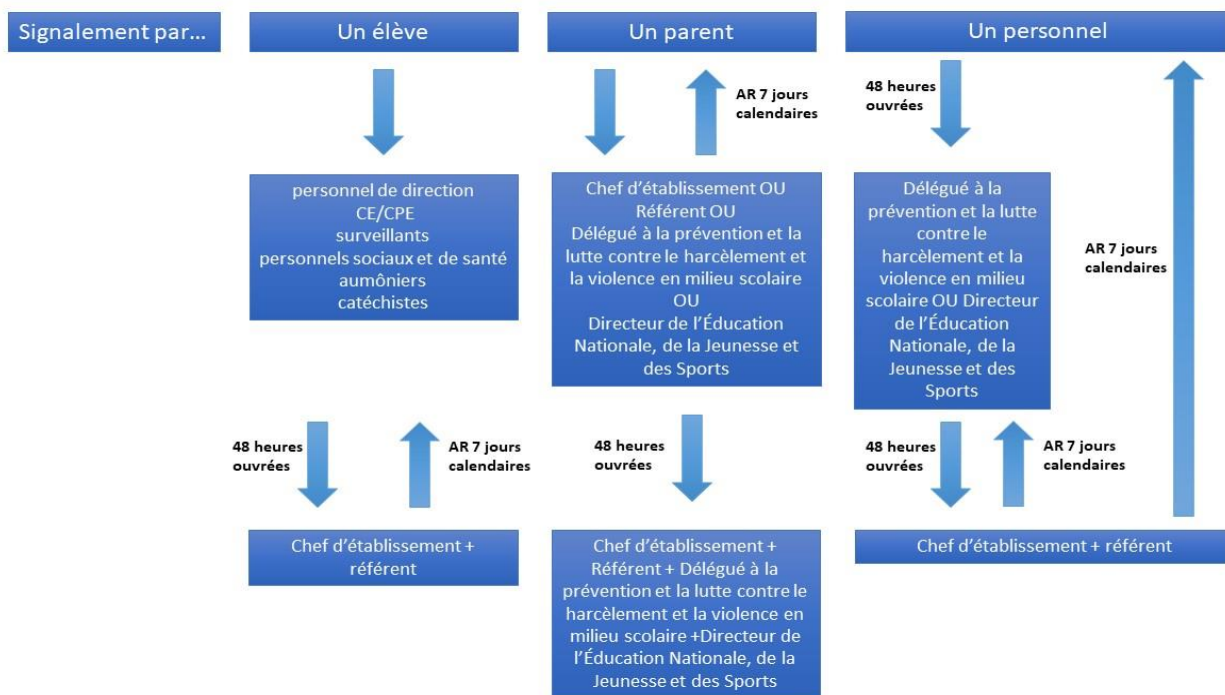 Signalement par...
Un élève
Un parent
Un personnel
AR 7 jours
calendaires
48 heures
ouvrées
personnel de direction
CE/CPE
surveillants
personnels sociaux et de santé
aumôniers
catéchistes
Chef d'établissement OU
Référent OU
Délégué à la prévention et la
lutte contre le harcèlement et
la violence en milieu scolaire
OU
Directeur de l'Éducation
Nationale, de la Jeunesse et
des Sports
Délégué à la
prévention et la lutte
contre le
harcèlement et la
violence en milieu
scolaire OU Directeur
de l'Éducation
Nationale, de la
Jeunesse et des
Sports
AR 7 jours
calendaires
48 heures
ouvrées
AR 7 jours
calendaires
48 heures
ouvrées
48 heures
ouvrées
AR 7 jours
calendaires
Chef d'établissement +
référent
Chef d'établissement +
Référent + Délégué à la
prévention et la lutte contre le
harcèlement et la violence en
milieu scolaire +Directeur de
l'Éducation Nationale, de la
Jeunesse et des Sports
Chef d'établissement + référent